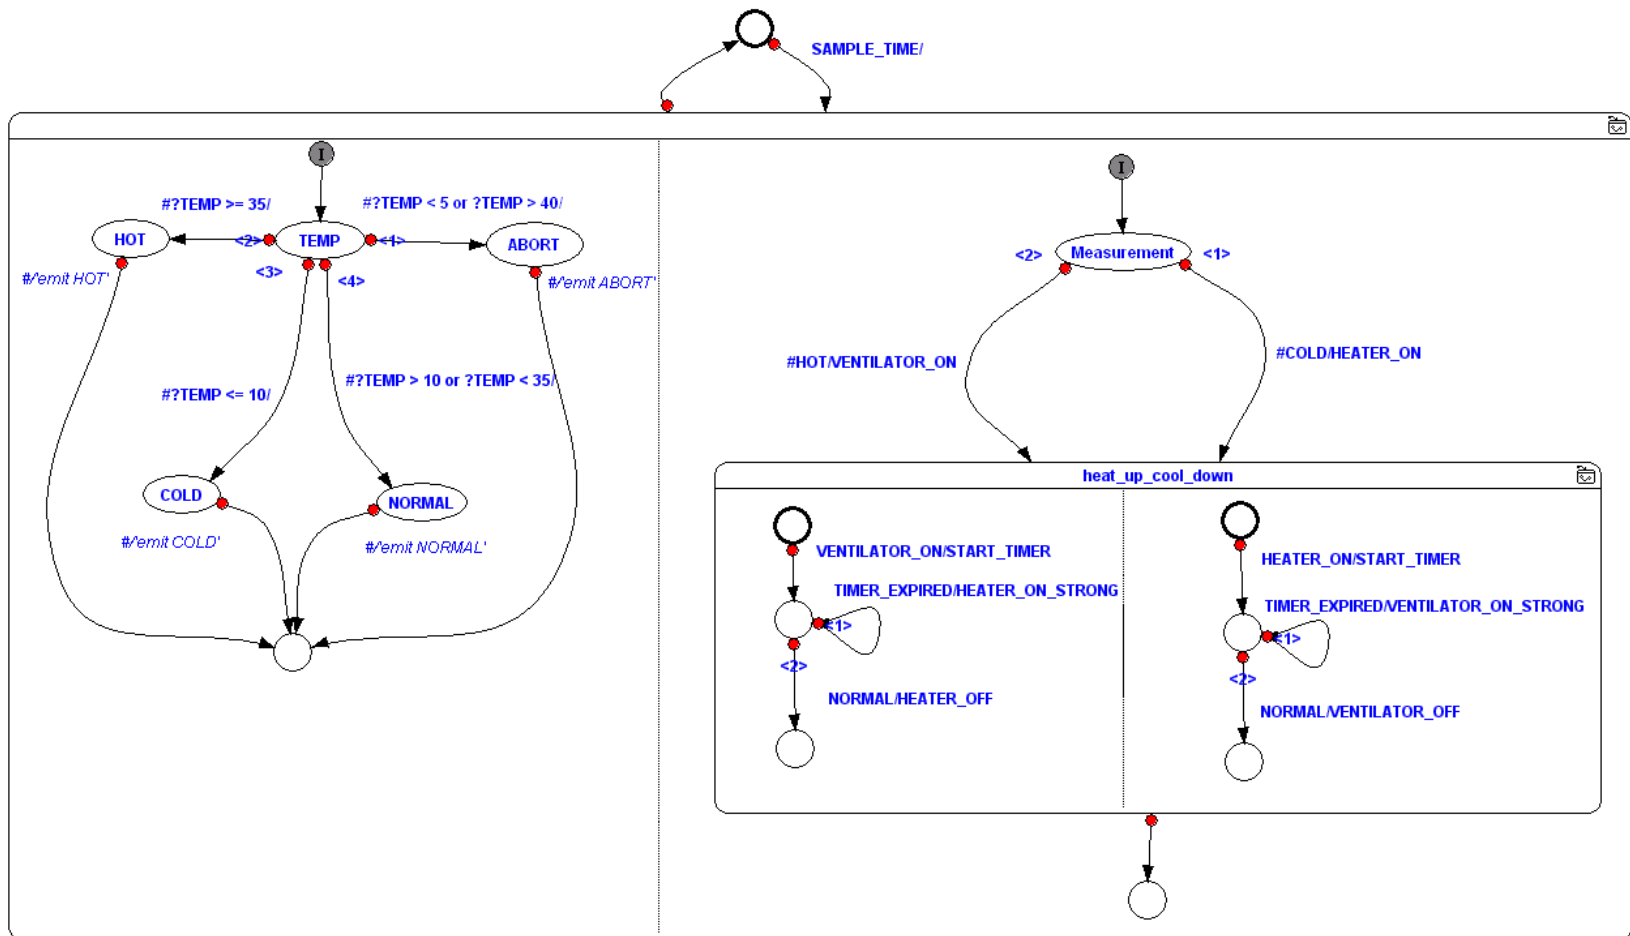 SAMPLE_TIME/
I
#?TEMP >= 35/
#?TEMP < 5 or ?TEMP > 40/
HOT
<2>
TEMP
<1>
ABORT
<3>
<4>
#/'emit HOT'
#/'emit ABORT'
#?TEMP <= 10/
#?TEMP > 10 or ?TEMP < 35/
COLD
NORMAL
#/'emit COLD'
#/'emit NORMAL'
I
<2>
Measurement
<1>
#HOT/VENTILATOR_ON
#COLD/HEATER_ON
heat_up_cool_down
VENTILATOR_ON/START_TIMER
TIMER_EXPIRED/HEATER_ON_STRONG
<1>
<2>
NORMAL/HEATER_OFF
HEATER_ON/START_TIMER
TIMER_EXPIRED/VENTILATOR_ON_STRONG
<1>
<2>
NORMAL/VENTILATOR_OFF